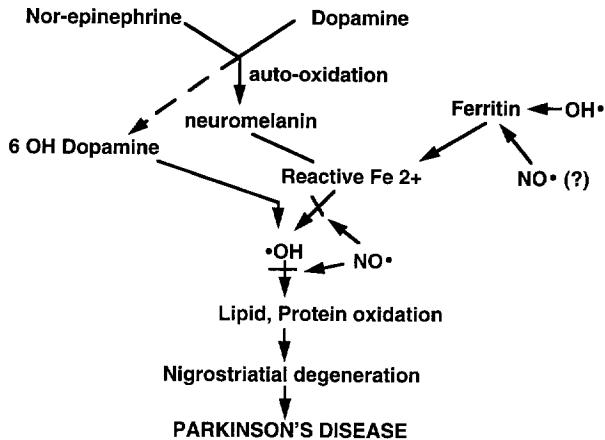 Nor-epinephrine
Dopamine
auto-oxidation
neuromelanin
Ferritin
OH•
6 OH Dopamine
Reactive Fe 2+
NO• (?)
•OH
NO•
Lipid, Protein oxidation
Nigrostriatial degeneration
PARKINSON'S DISEASE